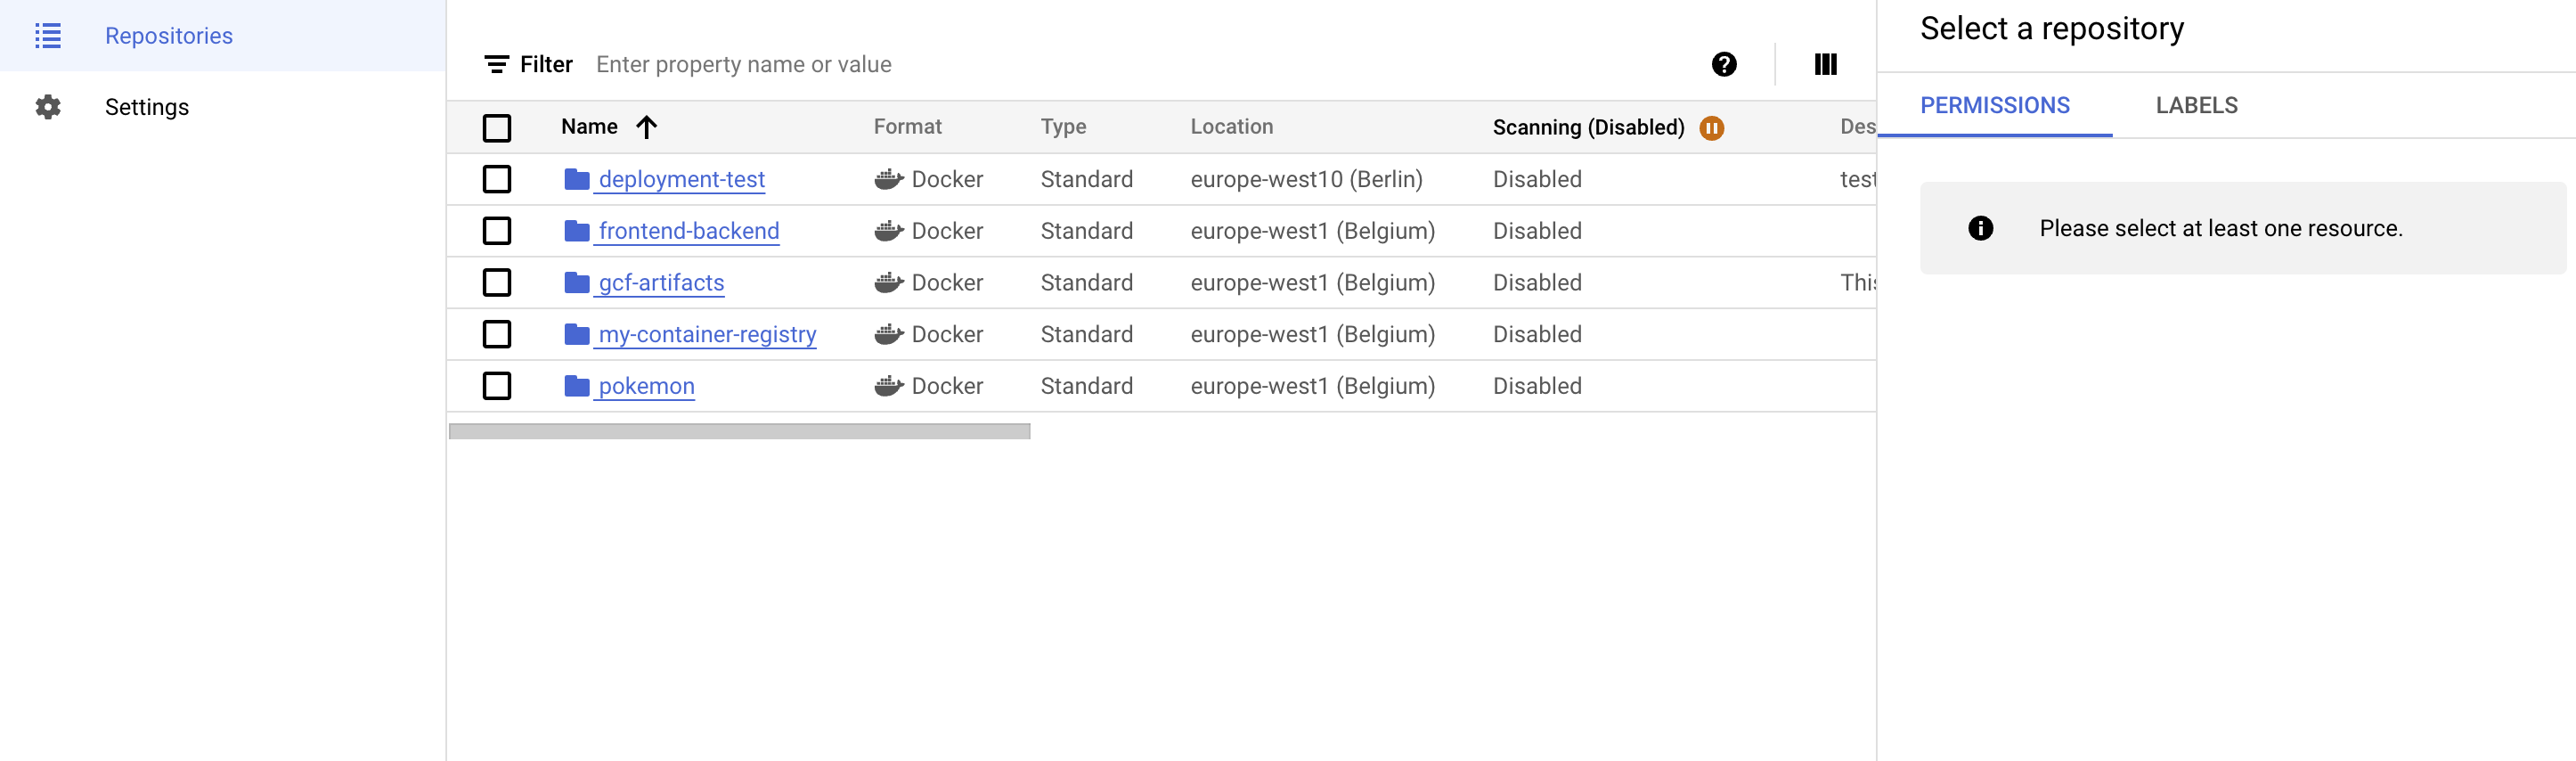 Repositories
Settings
Filter Enter property name or value
Name Format Type Location Scanning (Disabled) Des
deployment-test Docker Standard europe-west10 (Berlin) Disabled test
frontend-backend Docker Standard europe-west1 (Belgium) Disabled
gcf-artifacts Docker Standard europe-west1 (Belgium) Disabled This
my-container-registry Docker Standard europe-west1 (Belgium) Disabled
pokemon Docker Standard europe-west1 (Belgium) Disabled
Select a repository
PERMISSIONS LABELS
Please select at least one resource.